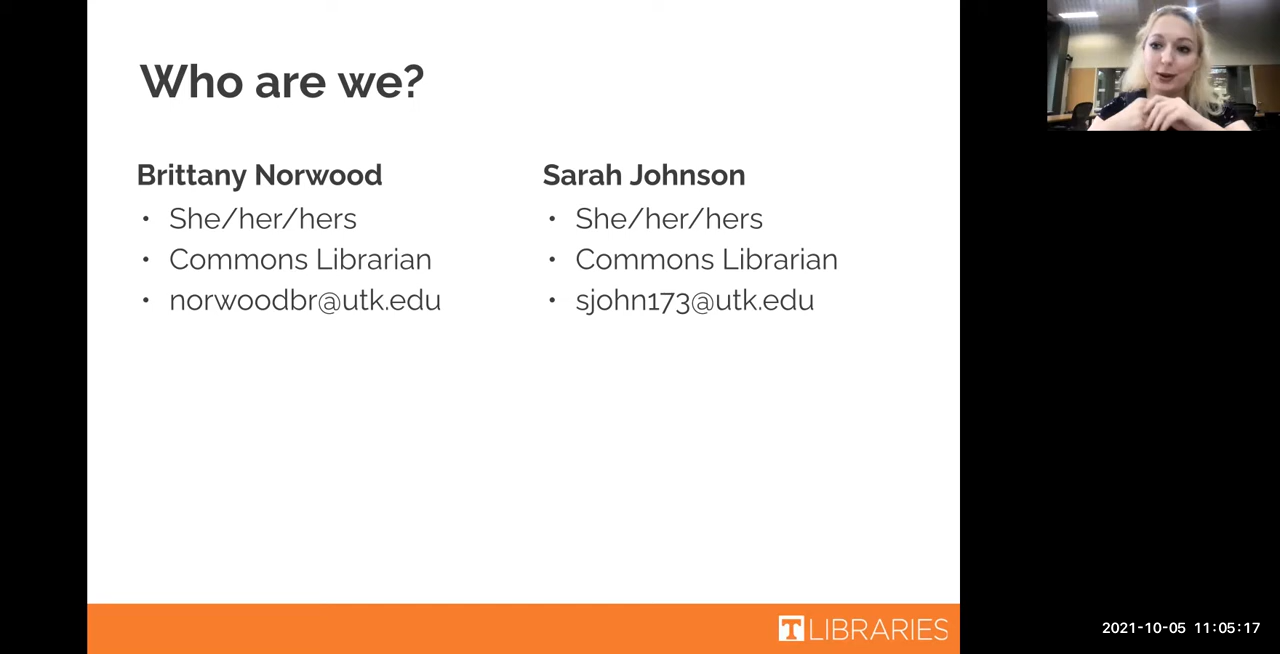 Who are we?
Brittany Norwood
• She/her/hers
• Commons Librarian
• norwoodbr@utk.edu
Sarah Johnson
• She/her/hers
• Commons Librarian
• sjohn173@utk.edu
T LIBRARIES
2021-10-05 11:05:17